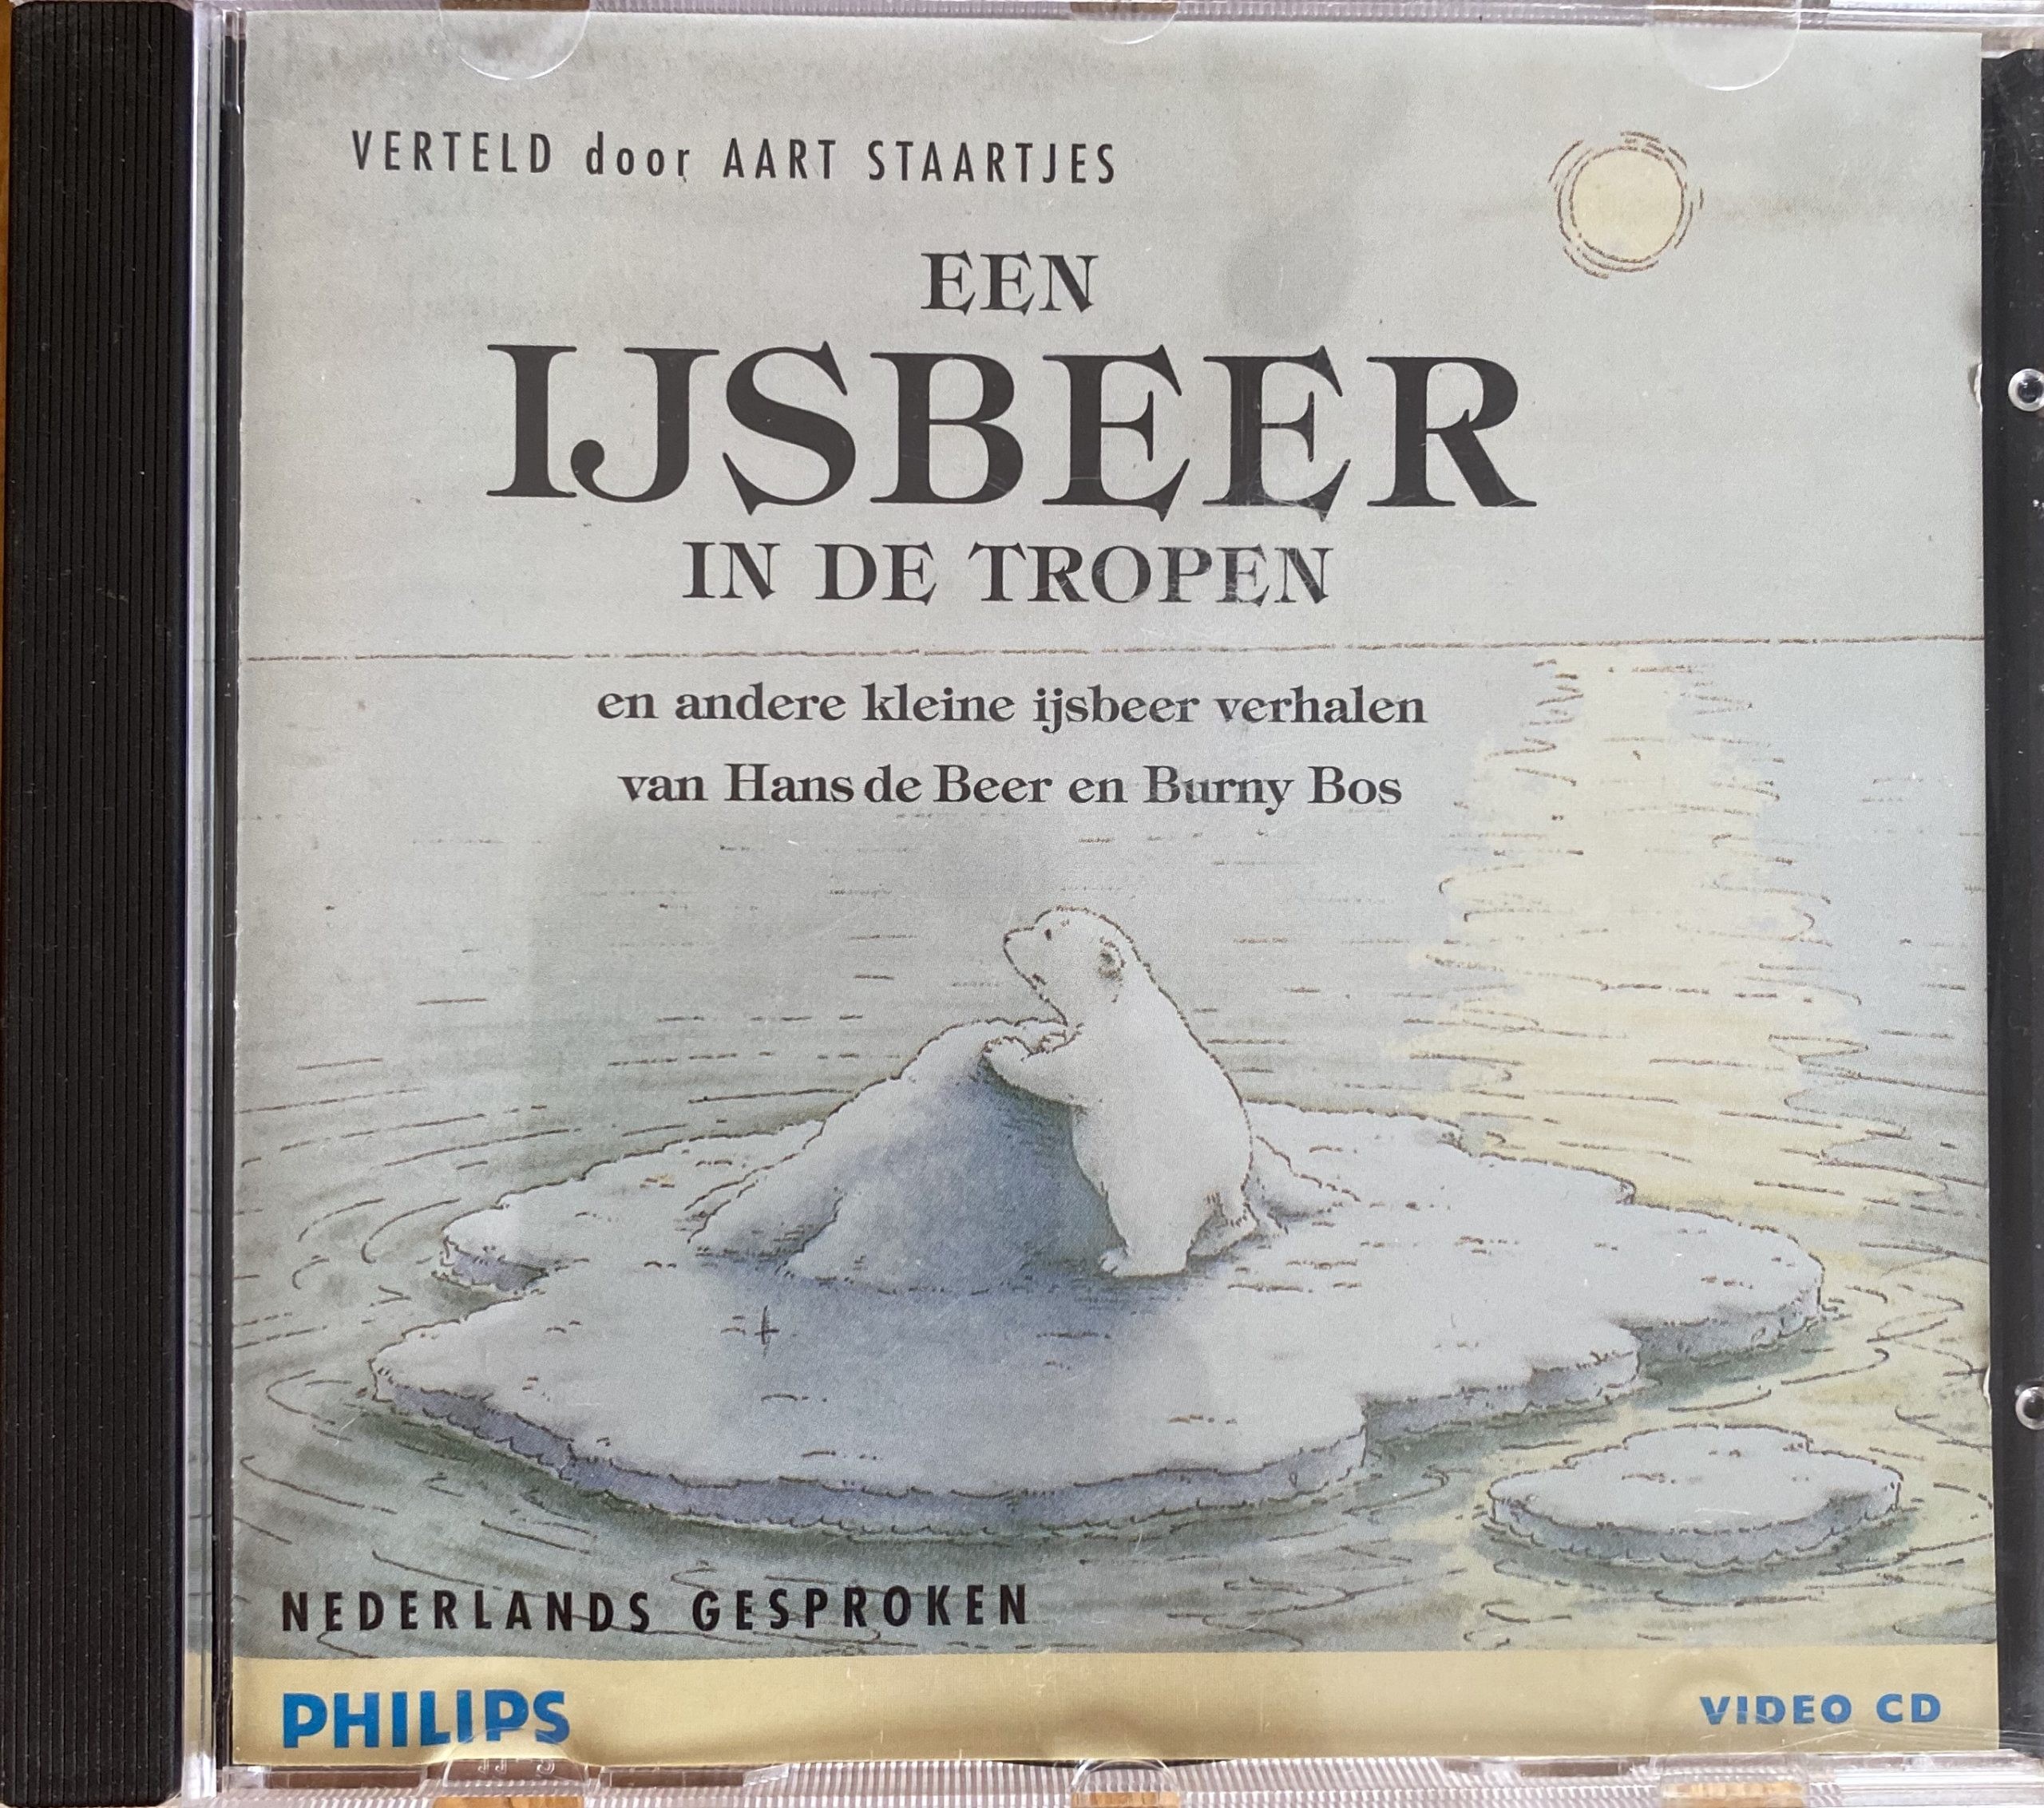 VERTELD door AART STAARTJES
EEN
IJSBEER
IN DE TROPEN
en andere kleine ijsbeer verhalen
van Hans de Beer en Burny Bos
NEDERLANDS GESPROKEN
PHILIPS
VIDEO CD